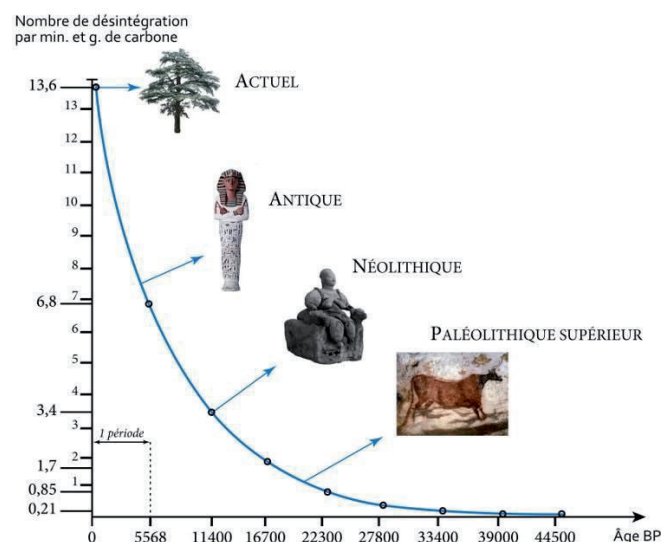 Nombre de désintégration
par min. et g. de carbone
13,6
ACTUEL
13
12
11
10
ANTIQUE
9
8
NÉOLITHIQUE
7
6,8
6
PALÉOLITHIQUE SUPÉRIEUR
5
4
3,4
3
1 période
2
1,7
1
0,85
0,21
0 5568 11400 16700 22300 27800 33400 39000 44500 Âge BP